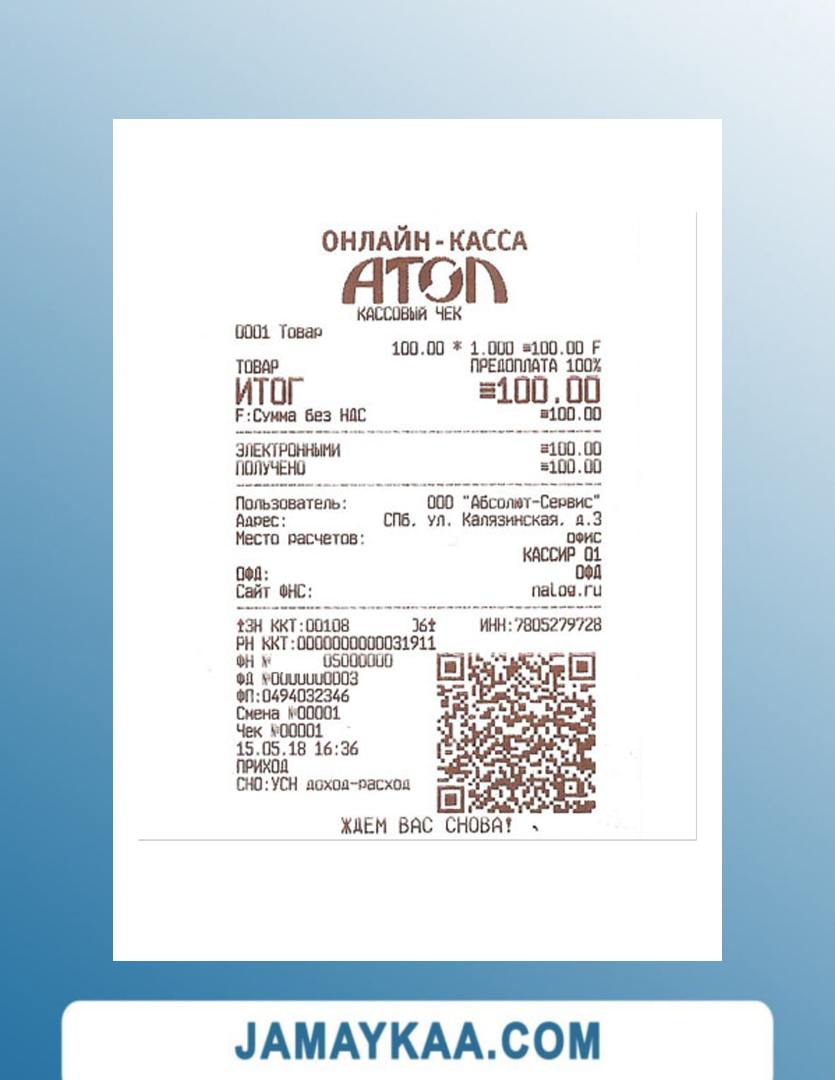 ОНЛАЙН-КАССА
АТОЛ
КАССОВЫЙ ЧЕК
0001 Товар
100.00 * 1.000 ≡100.00 F
ТОВАР ПРЕДОПЛАТА 100%
ИТОГ ≡100.00
F:Сумма без НДС ≡100.00
ЭЛЕКТРОННЫМИ ≡100.00
ПОЛУЧЕНО ≡100.00
Пользователь: ООО "Абсолют-Сервис"
Адрес: СПб, ул. Калязинская, д.3
Место расчетов: офис
КАССИР 01
ОФД: ОФД
Сайт ФНС: nalog.ru
ЗН ККТ:00108 06 ИНН:7805279728
РН ККТ:0000000000031911
ФН № 05000000
ФД №0000000003
ФП:0494032346
Смена №00001
Чек №00001
15.05.18 16:36
ПРИХОД
СНО:УСН доход-расход
ЖДЕМ ВАС СНОВА!
JAMAYKAA.COM